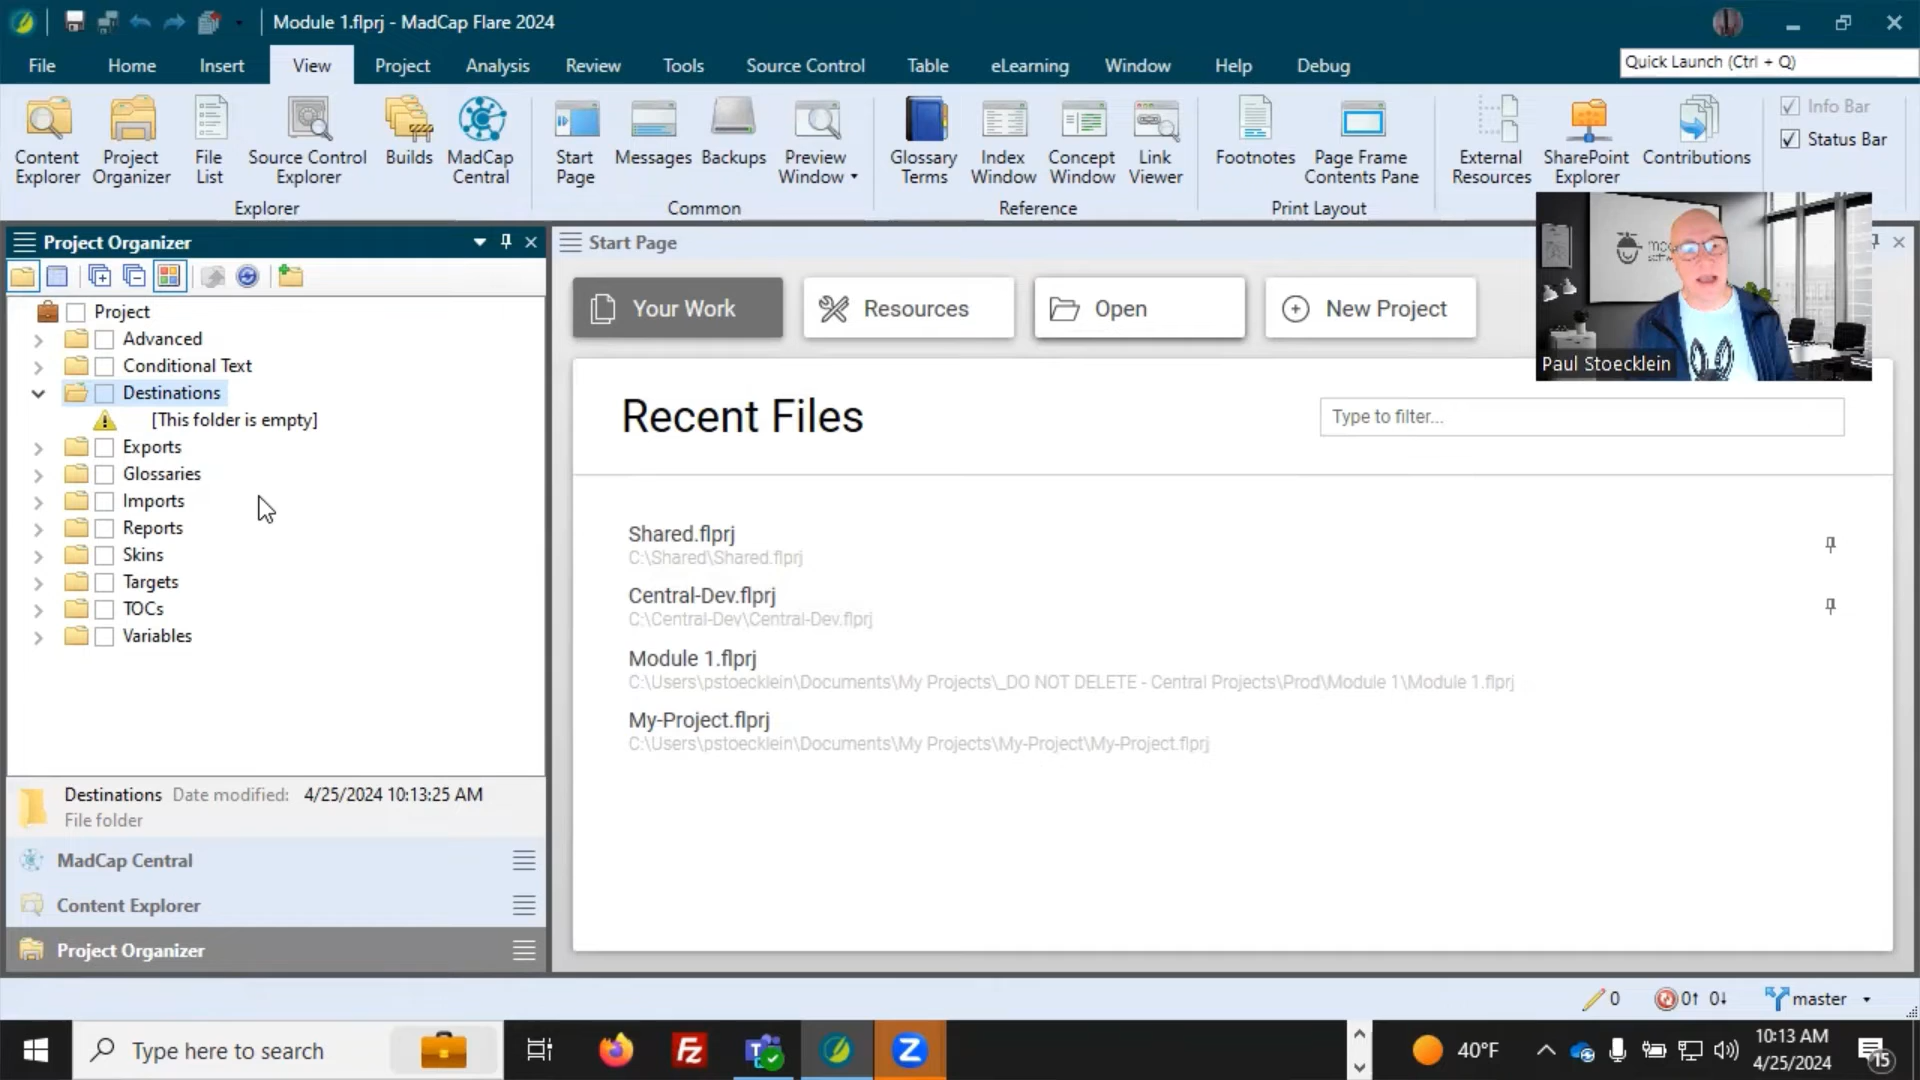 Module 1.flprj - MadCap Flare 2024
File Home Insert View Project Analysis Review Tools Source Control Table eLearning Window Help Debug
Quick Launch (Ctrl + Q)
Content Explorer
Project Organizer
File List
Source Control Explorer
Builds
MadCap Central
Start Page
Messages
Backups
Preview Window
Glossary Terms
Index Window
Concept Window
Link Viewer
Footnotes
Page Frame Contents Pane
External Resources
SharePoint Explorer
Contributions
Info Bar
Status Bar
Explorer
Common
Reference
Print Layout
Project Organizer
Project
Advanced
Conditional Text
Destinations
[This folder is empty]
Exports
Glossaries
Imports
Reports
Skins
Targets
TOCs
Variables
Destinations Date modified: 4/25/2024 10:13:25 AM
File folder
MadCap Central
Content Explorer
Project Organizer
Start Page
Your Work
Resources
Open
New Project
Paul Stoecklein
Recent Files
Type to filter...
Shared.flprj
C:\Shared\Shared.flprj
Central-Dev.flprj
C:\Central-Dev\Central-Dev.flprj
Module 1.flprj
C:\Users\pstoecklein\Documents\My Projects\_DO NOT DELETE - Central Projects\Prod\Module 1\Module 1.flprj
My-Project.flprj
C:\Users\pstoecklein\Documents\My Projects\My-Project\My-Project.flprj
0
0↑ 0↓
master
Type here to search
Fz
Z
40°F
10:13 AM
4/25/2024
15